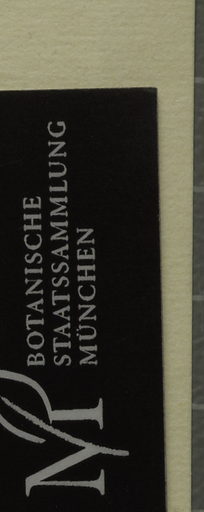 BOTANISCHE
STAATSSAMMLUNG
MÜNCHEN
M